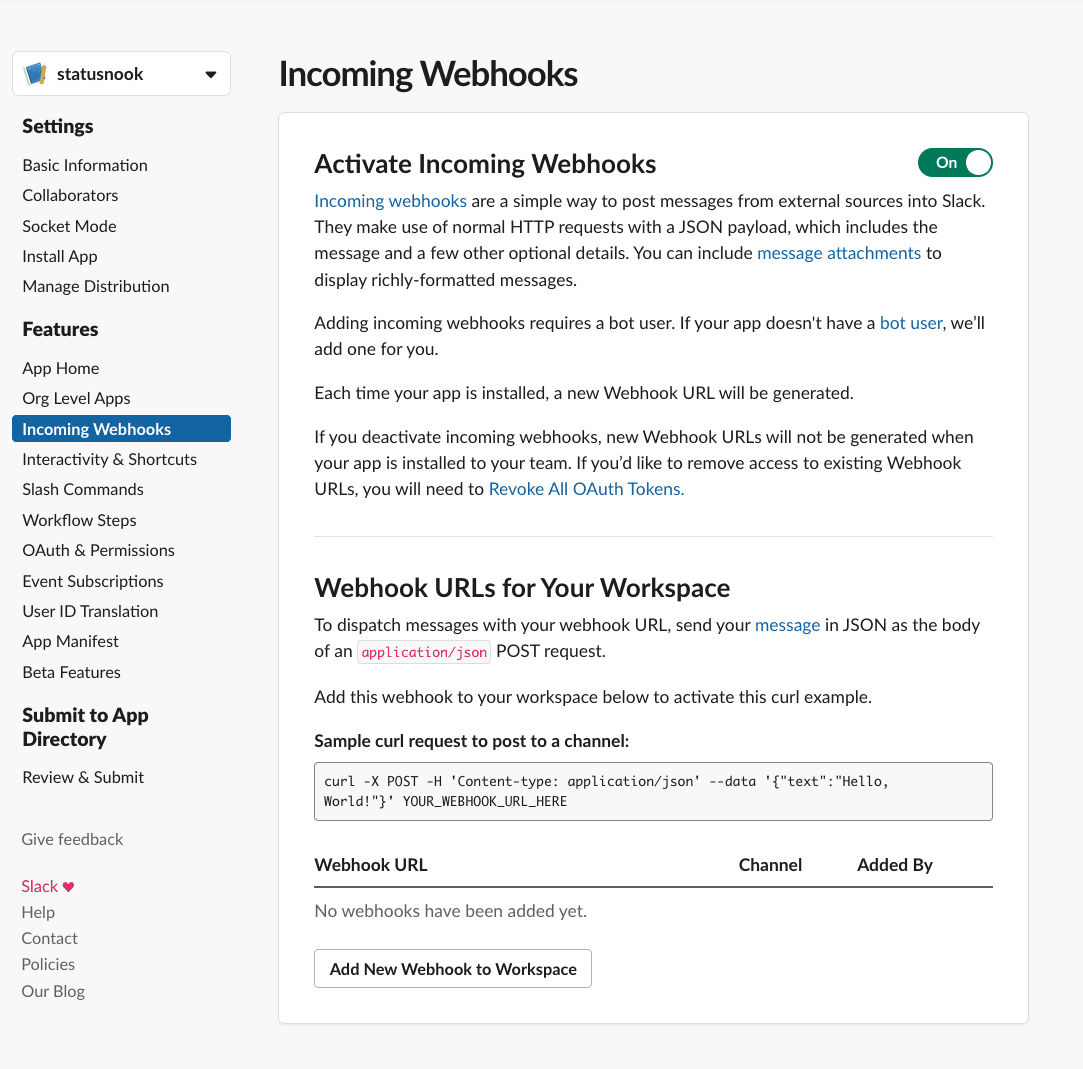 statusnook
Settings
Basic Information
Collaborators
Socket Mode
Install App
Manage Distribution
Features
App Home
Org Level Apps
Incoming Webhooks
Interactivity & Shortcuts
Slash Commands
Workflow Steps
OAuth & Permissions
Event Subscriptions
User ID Translation
App Manifest
Beta Features
Submit to App
Directory
Review & Submit
Give feedback
Slack ♥
Help
Contact
Policies
Our Blog
Incoming Webhooks
Activate Incoming Webhooks
On
Incoming webhooks are a simple way to post messages from external sources into Slack.
They make use of normal HTTP requests with a JSON payload, which includes the
message and a few other optional details. You can include message attachments to
display richly-formatted messages.
Adding incoming webhooks requires a bot user. If your app doesn't have a bot user, we’ll
add one for you.
Each time your app is installed, a new Webhook URL will be generated.
If you deactivate incoming webhooks, new Webhook URLs will not be generated when
your app is installed to your team. If you’d like to remove access to existing Webhook
URLs, you will need to Revoke All OAuth Tokens.
Webhook URLs for Your Workspace
To dispatch messages with your webhook URL, send your message in JSON as the body
of an application/json POST request.
Add this webhook to your workspace below to activate this curl example.
Sample curl request to post to a channel:
curl -X POST -H 'Content-type: application/json' --data '{"text":"Hello,
World!"}' YOUR_WEBHOOK_URL_HERE
Webhook URL Channel Added By
No webhooks have been added yet.
Add New Webhook to Workspace